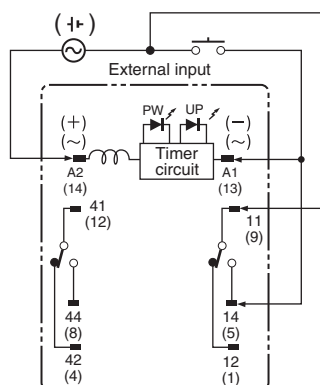 External input
(+)
PW
UP
(−)
(~)
Timer
circuit
(~)
A2
(14)
A1
(13)
41
(12)
11
(9)
44
(8)
14
(5)
42
(4)
12
(1)